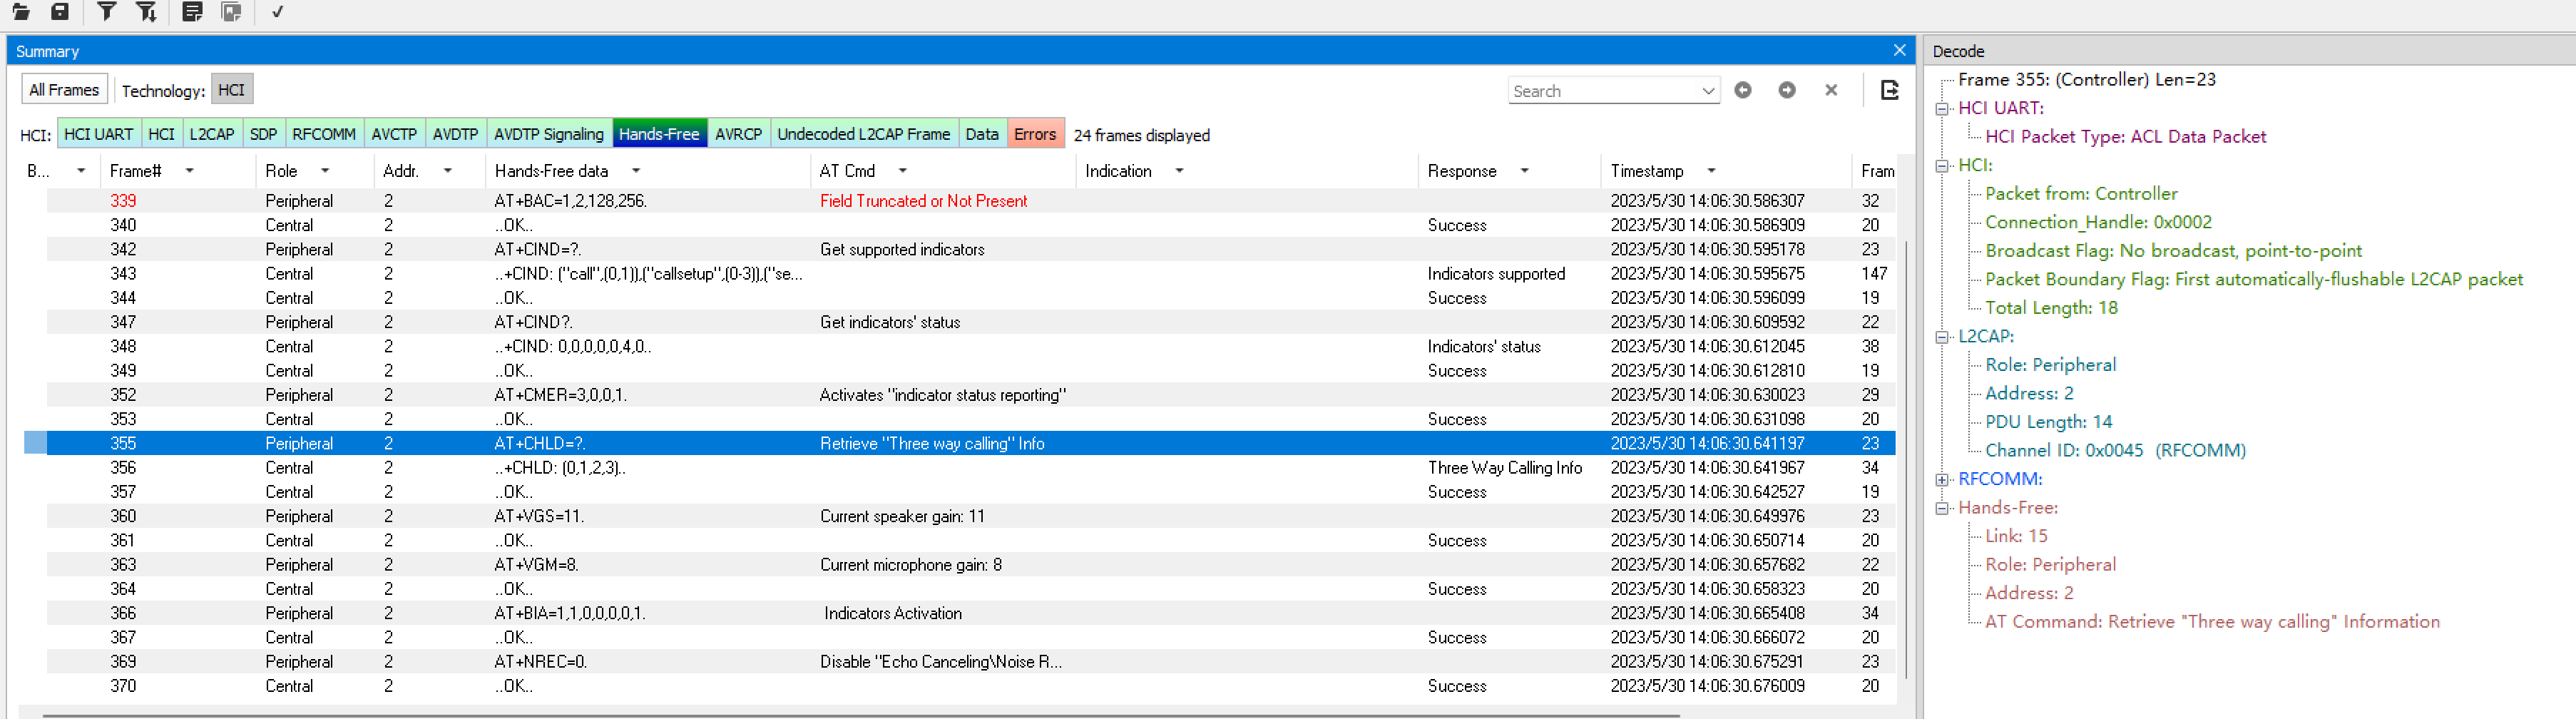 Summary
All Frames Technology: HCI Search
HCI: HCI UART HCI L2CAP SDP RFCOMM AVCTP AVDTP AVDTP Signaling Hands-Free AVRCP Undecoded L2CAP Frame Data Errors 24 frames displayed
B... Frame# Role Addr. Hands-Free data AT Cmd Indication Response Timestamp Fram
339 Peripheral 2 AT+BAC=1,2,128,256. Field Truncated or Not Present 2023/5/30 14:06:30.586307 32
340 Central 2 ..OK.. Success 2023/5/30 14:06:30.586909 20
342 Peripheral 2 AT+CIND=?. Get supported indicators 2023/5/30 14:06:30.595178 23
343 Central 2 ..+CIND: ("call",(0,1)),("callsetup",(0-3)),("se... Indicators supported 2023/5/30 14:06:30.595675 147
344 Central 2 ..OK.. Success 2023/5/30 14:06:30.596099 19
347 Peripheral 2 AT+CIND?. Get indicators' status 2023/5/30 14:06:30.609592 22
348 Central 2 ..+CIND: 0,0,0,0,0,4,0.. Indicators' status 2023/5/30 14:06:30.612045 38
349 Central 2 ..OK.. Success 2023/5/30 14:06:30.612810 19
352 Peripheral 2 AT+CMER=3,0,0,1. Activates "indicator status reporting" 2023/5/30 14:06:30.630023 29
353 Central 2 ..OK.. Success 2023/5/30 14:06:30.631098 20
355 Peripheral 2 AT+CHLD=?. Retrieve "Three way calling" Info 2023/5/30 14:06:30.641197 23
356 Central 2 ..+CHLD: (0,1,2,3).. Three Way Calling Info 2023/5/30 14:06:30.641967 34
357 Central 2 ..OK.. Success 2023/5/30 14:06:30.642527 19
360 Peripheral 2 AT+VGS=11. Current speaker gain: 11 2023/5/30 14:06:30.649976 23
361 Central 2 ..OK.. Success 2023/5/30 14:06:30.650714 20
363 Peripheral 2 AT+VGM=8. Current microphone gain: 8 2023/5/30 14:06:30.657682 22
364 Central 2 ..OK.. Success 2023/5/30 14:06:30.658323 20
366 Peripheral 2 AT+BIA=1,1,0,0,0,0,1. Indicators Activation 2023/5/30 14:06:30.665408 34
367 Central 2 ..OK.. Success 2023/5/30 14:06:30.666072 20
369 Peripheral 2 AT+NREC=0. Disable "Echo Canceling\Noise R... 2023/5/30 14:06:30.675291 23
370 Central 2 ..OK.. Success 2023/5/30 14:06:30.676009 20
Decode
Frame 355: (Controller) Len=23
HCI UART:
HCI Packet Type: ACL Data Packet
HCI:
Packet from: Controller
Connection_Handle: 0x0002
Broadcast Flag: No broadcast, point-to-point
Packet Boundary Flag: First automatically-flushable L2CAP packet
Total Length: 18
L2CAP:
Role: Peripheral
Address: 2
PDU Length: 14
Channel ID: 0x0045 (RFCOMM)
RFCOMM:
Hands-Free:
Link: 15
Role: Peripheral
Address: 2
AT Command: Retrieve "Three way calling" Information